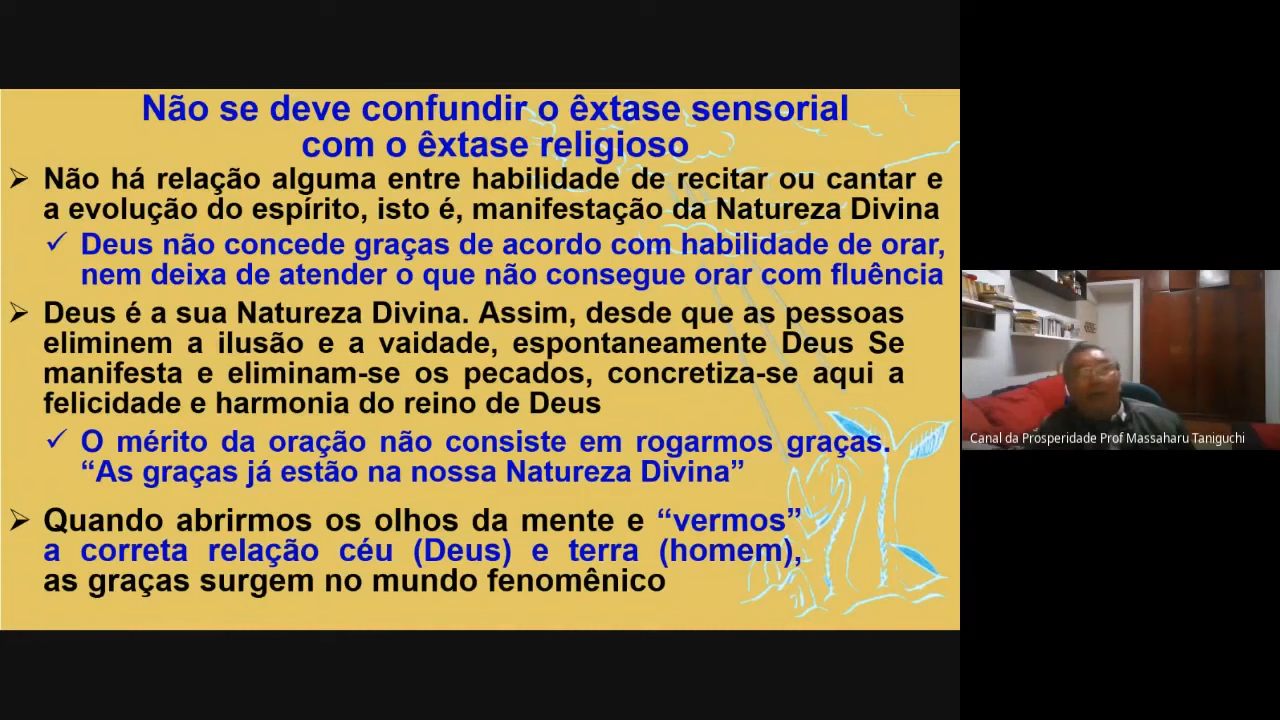 Não se deve confundir o êxtase sensorial
com o êxtase religioso
➢ Não há relação alguma entre habilidade de recitar ou cantar e
a evolução do espírito, isto é, manifestação da Natureza Divina
✓ Deus não concede graças de acordo com habilidade de orar,
nem deixa de atender o que não consegue orar com fluência
➢ Deus é a sua Natureza Divina. Assim, desde que as pessoas
eliminem a ilusão e a vaidade, espontaneamente Deus Se
manifesta e eliminam-se os pecados, concretiza-se aqui a
felicidade e harmonia do reino de Deus
✓ O mérito da oração não consiste em rogarmos graças.
“As graças já estão na nossa Natureza Divina”
➢ Quando abrirmos os olhos da mente e “vermos”
a correta relação céu (Deus) e terra (homem),
as graças surgem no mundo fenomênico
Canal da Prosperidade Prof Massaharu Taniguchi